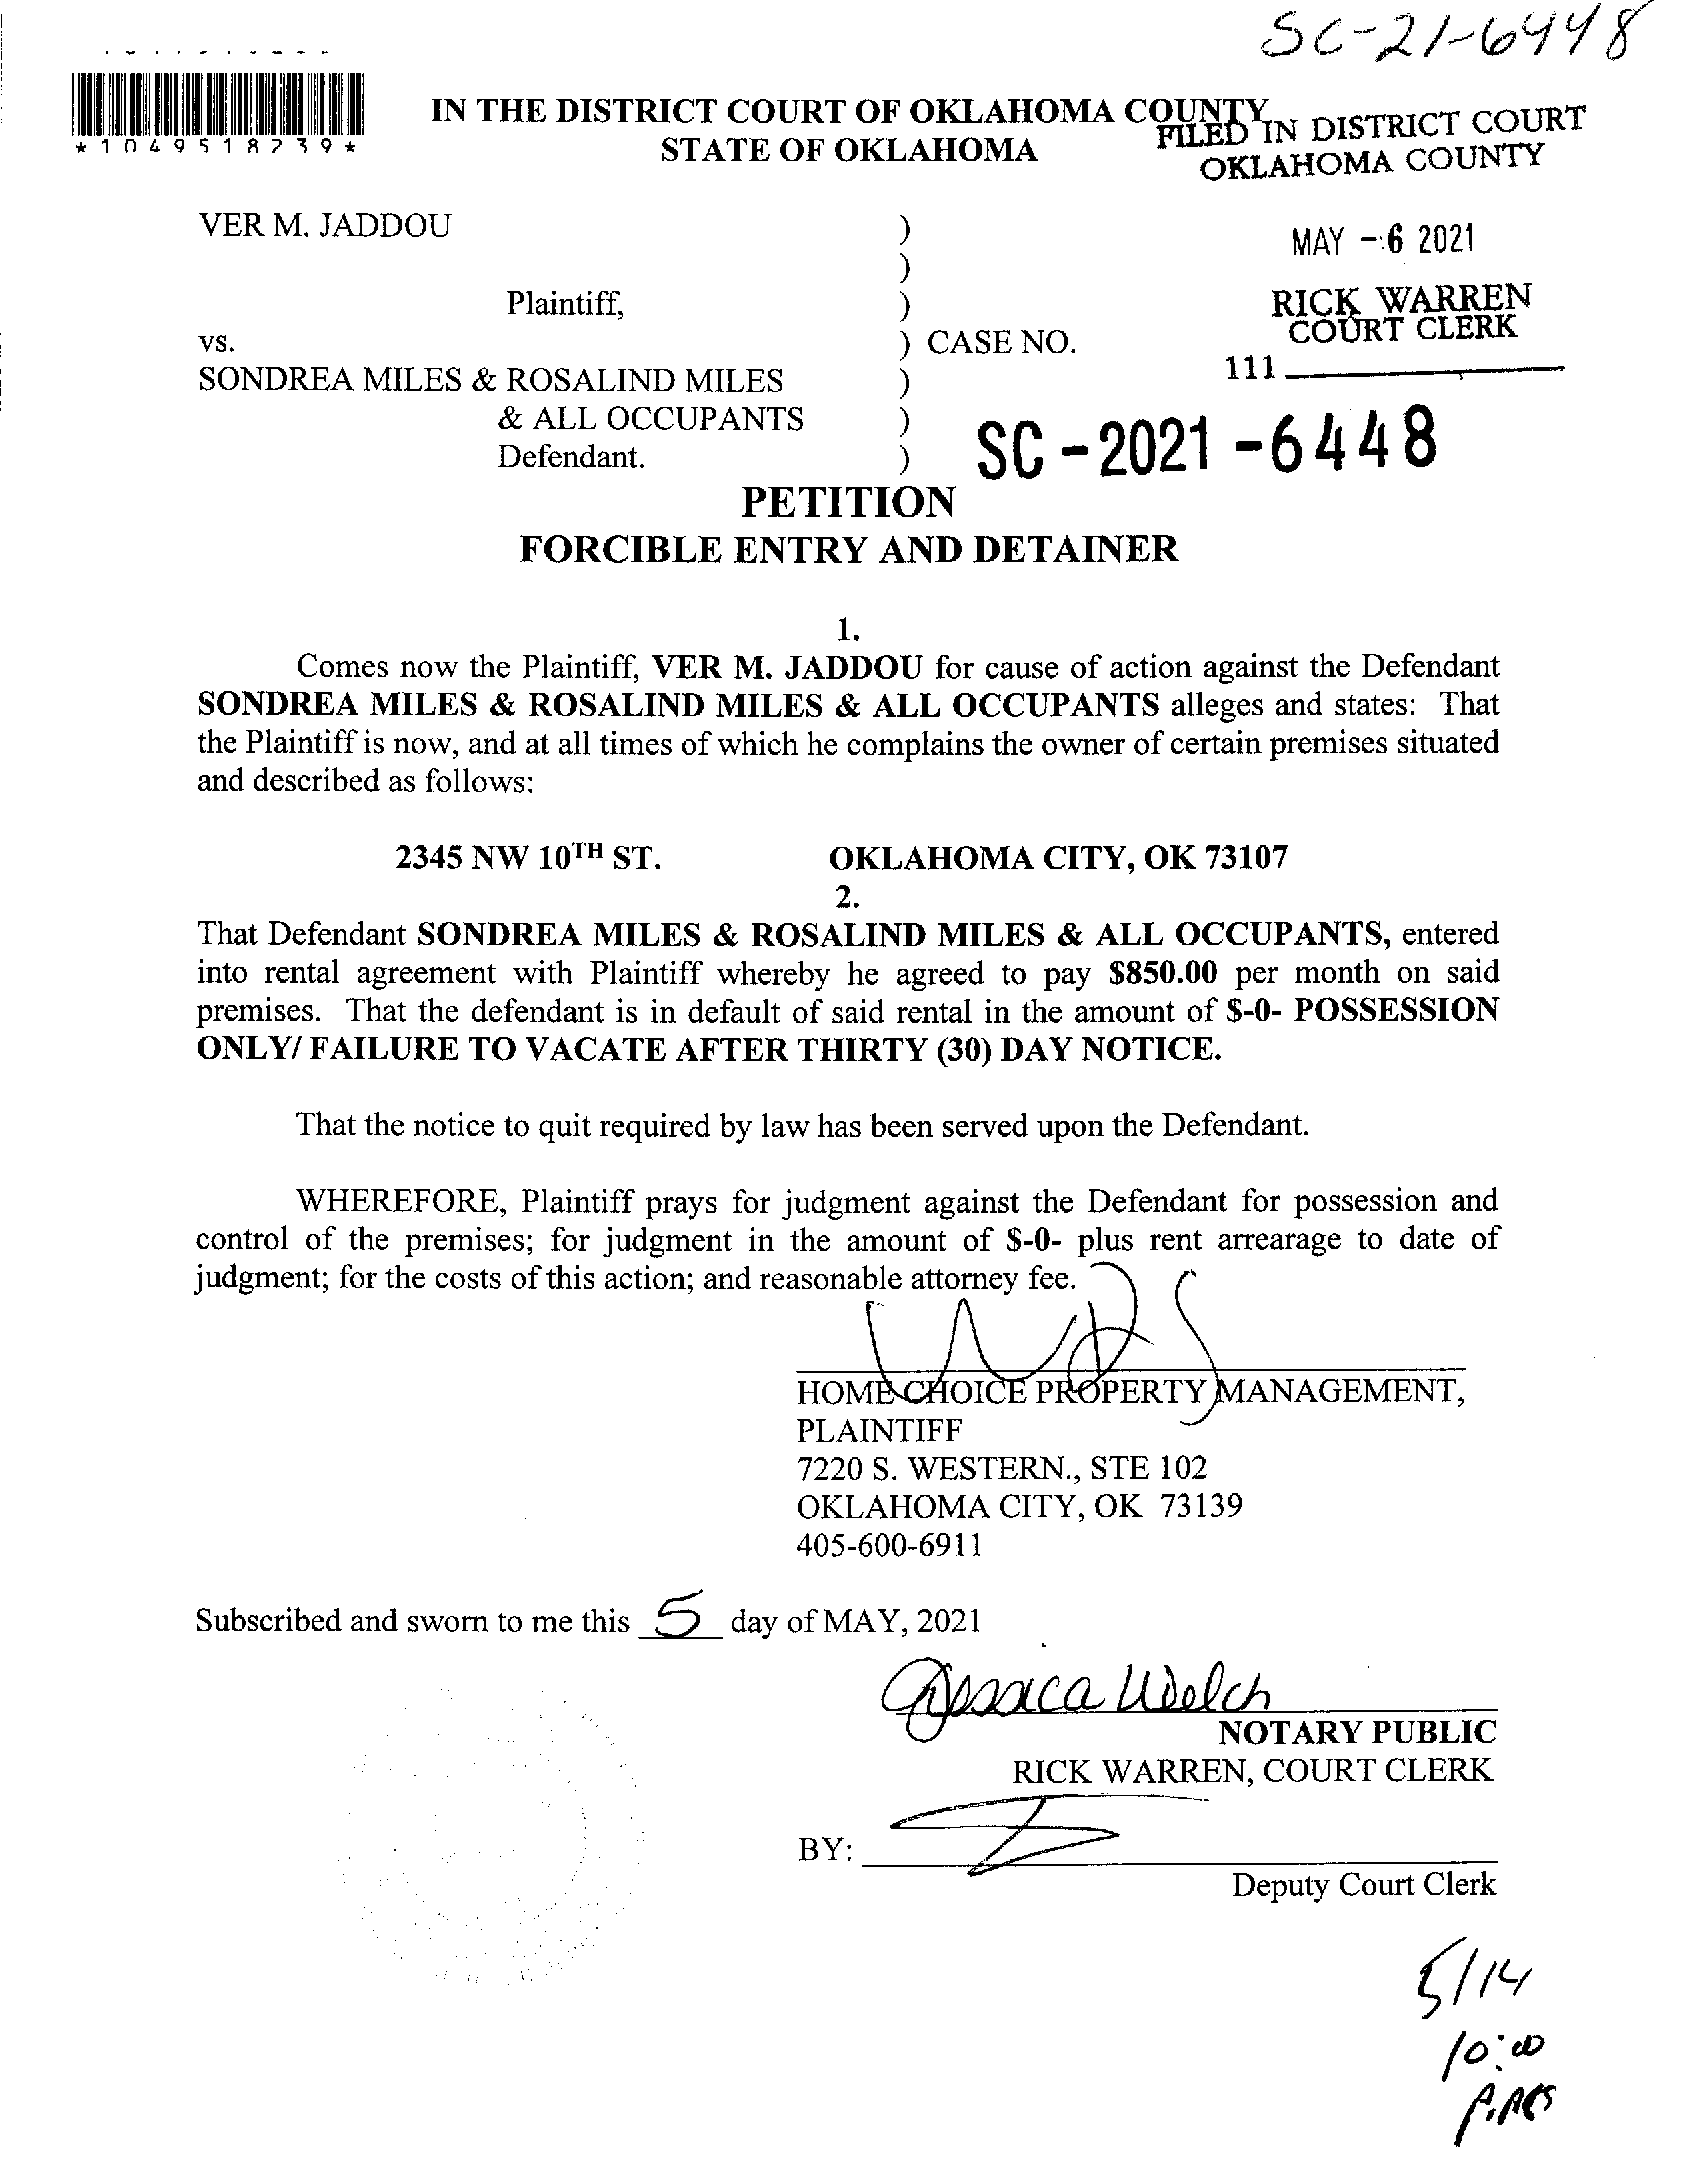 SC-21-6448
*1049518239*
IN THE DISTRICT COURT OF OKLAHOMA COUNTY
STATE OF OKLAHOMA
FILED IN DISTRICT COURT
OKLAHOMA COUNTY
MAY -6 2021
RICK WARREN
COURT CLERK
111
VER M. JADDOU )
)
Plaintiff, )
vs. ) CASE NO.
SONDREA MILES & ROSALIND MILES )
& ALL OCCUPANTS )
Defendant. )
SC-2021-6448
PETITION
FORCIBLE ENTRY AND DETAINER
1.
Comes now the Plaintiff, VER M. JADDOU for cause of action against the Defendant
SONDREA MILES & ROSALIND MILES & ALL OCCUPANTS alleges and states: That
the Plaintiff is now, and at all times of which he complains the owner of certain premises situated
and described as follows:
2345 NW 10TH ST. OKLAHOMA CITY, OK 73107
2.
That Defendant SONDREA MILES & ROSALIND MILES & ALL OCCUPANTS, entered
into rental agreement with Plaintiff whereby he agreed to pay $850.00 per month on said
premises. That the defendant is in default of said rental in the amount of $-0- POSSESSION
ONLY/ FAILURE TO VACATE AFTER THIRTY (30) DAY NOTICE.
That the notice to quit required by law has been served upon the Defendant.
WHEREFORE, Plaintiff prays for judgment against the Defendant for possession and
control of the premises; for judgment in the amount of $-0- plus rent arrearage to date of
judgment; for the costs of this action; and reasonable attorney fee.
HOME CHOICE PROPERTY MANAGEMENT,
PLAINTIFF
7220 S. WESTERN., STE 102
OKLAHOMA CITY, OK 73139
405-600-6911
Subscribed and sworn to me this 5 day of MAY, 2021
Jessica Welch
NOTARY PUBLIC
RICK WARREN, COURT CLERK
BY:
Deputy Court Clerk
5/14
10:00